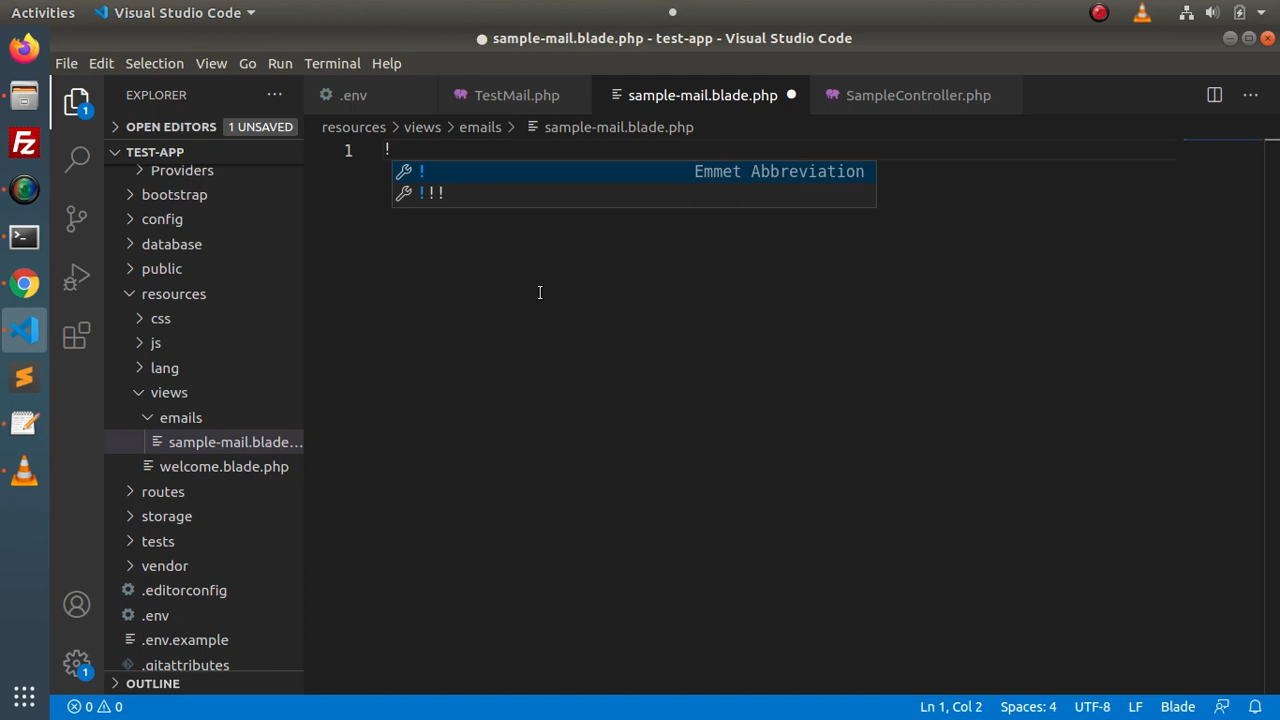 Activities Visual Studio Code
sample-mail.blade.php - test-app - Visual Studio Code
File Edit Selection View Go Run Terminal Help
EXPLORER
.env TestMail.php sample-mail.blade.php SampleController.php
OPEN EDITORS 1 UNSAVED
resources > views > emails > sample-mail.blade.php
TEST-APP
1 !
! Emmet Abbreviation
!!!
Providers
bootstrap
config
database
public
resources
css
js
lang
views
emails
sample-mail.blade...
welcome.blade.php
routes
storage
tests
vendor
.editorconfig
.env
.env.example
.gitattributes
OUTLINE
1
1
0 0 Ln 1, Col 2 Spaces: 4 UTF-8 LF Blade